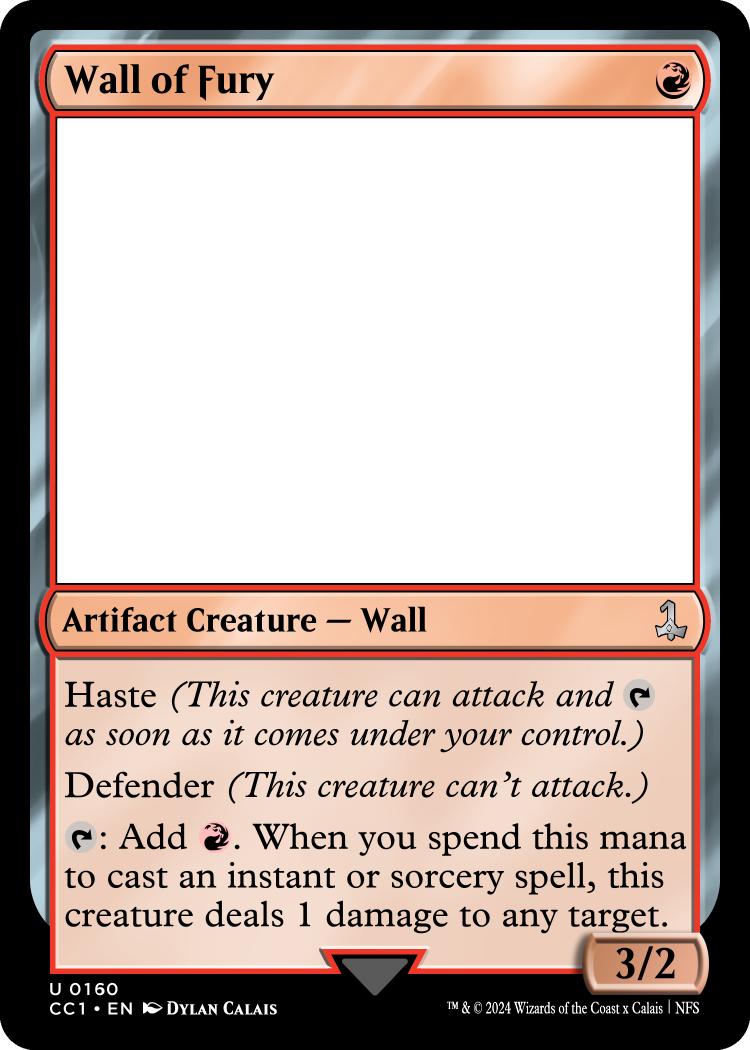 Wall of Fury
Artifact Creature — Wall
Haste (This creature can attack and
as soon as it comes under your control.)
Defender (This creature can't attack.)
: Add . When you spend this mana
to cast an instant or sorcery spell, this
creature deals 1 damage to any target.
3/2
U 0160
CC1 • EN Dylan Calais
™ & © 2024 Wizards of the Coast x Calais | NFS